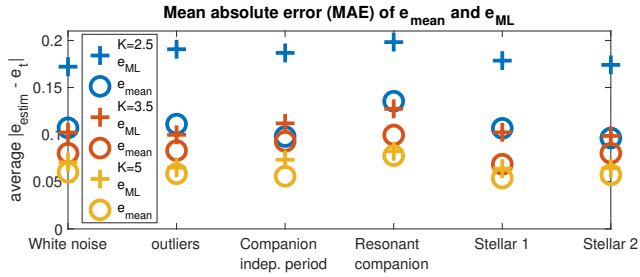 Mean absolute error (MAE) of e_mean and e_ML
average |e_estim - e_t|
0.2
0.15
0.1
0.05
0
K=2.5
e_ML
e_mean
K=3.5
e_ML
e_mean
K=5
e_ML
e_mean
White noise
outliers
Companion
indep. period
Resonant
companion
Stellar 1
Stellar 2